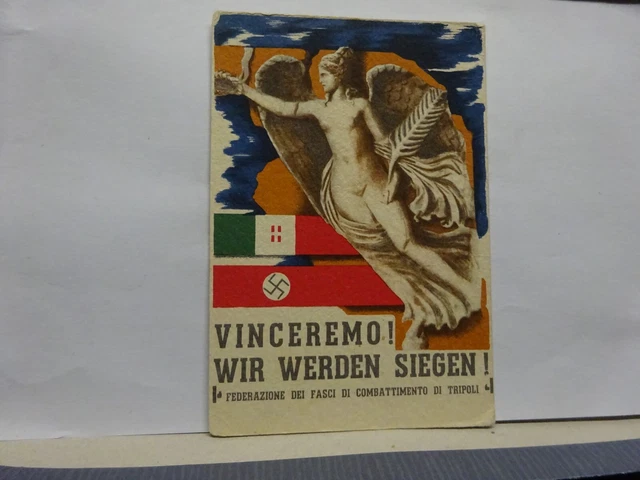 VINCEREMO!
WIR WERDEN SIEGEN!
FEDERAZIONE DEI FASCI DI COMBATTIMENTO DI TRIPOLI